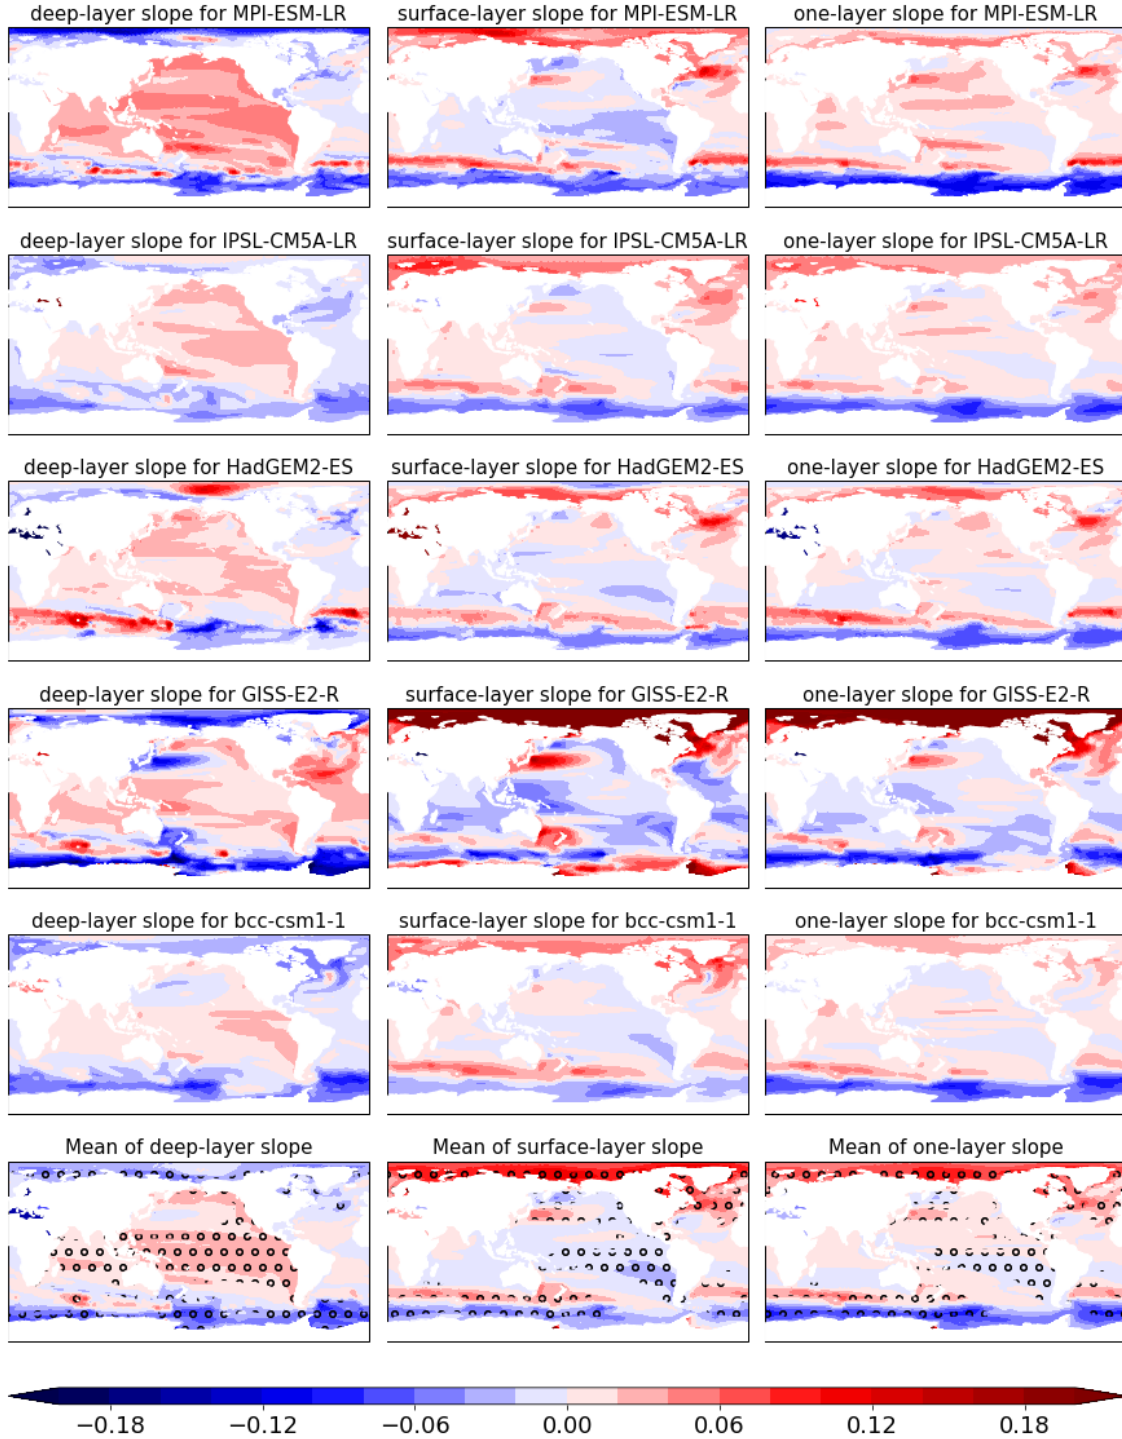 deep-layer slope for MPI-ESM-LR
surface-layer slope for MPI-ESM-LR
one-layer slope for MPI-ESM-LR
deep-layer slope for IPSL-CM5A-LR
surface-layer slope for IPSL-CM5A-LR
one-layer slope for IPSL-CM5A-LR
deep-layer slope for HadGEM2-ES
surface-layer slope for HadGEM2-ES
one-layer slope for HadGEM2-ES
deep-layer slope for GISS-E2-R
surface-layer slope for GISS-E2-R
one-layer slope for GISS-E2-R
deep-layer slope for bcc-csm1-1
surface-layer slope for bcc-csm1-1
one-layer slope for bcc-csm1-1
Mean of deep-layer slope
Mean of surface-layer slope
Mean of one-layer slope
−0.18 −0.12 −0.06 0.00 0.06 0.12 0.18